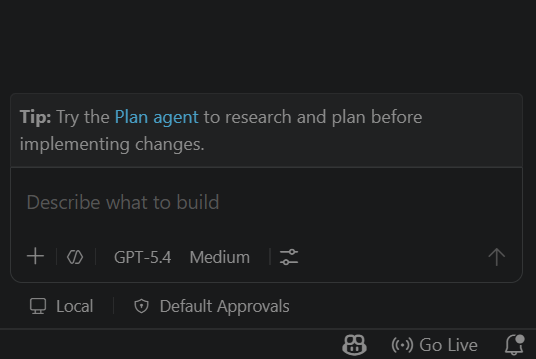 Tip: Try the Plan agent to research and plan before
implementing changes.
Describe what to build
GPT-5.4 Medium
Local Default Approvals
Go Live